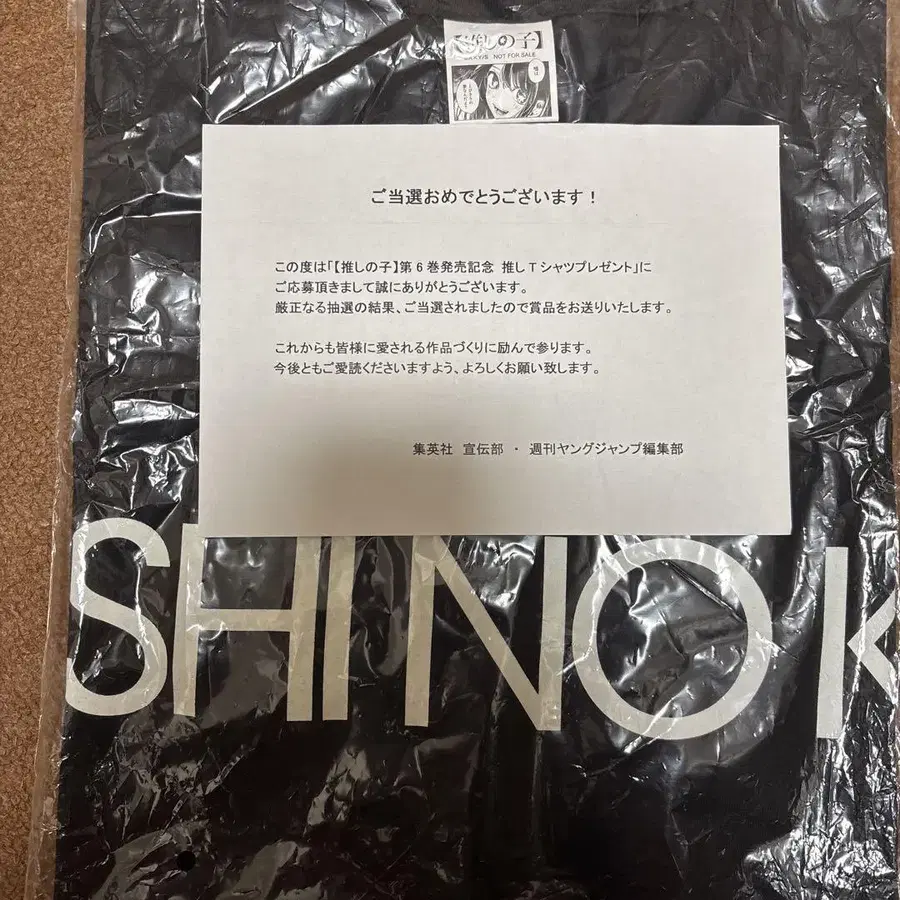 【推しの子】
NOT FOR SALE
ご当選おめでとうございます！
この度は「【推しの子】第6巻発売記念 推しTシャツプレゼント」に
ご応募頂きまして誠にありがとうございます。
厳正なる抽選の結果、ご当選されましたので賞品をお送りいたします。
これからも皆様に愛される作品づくりに励んで参ります。
今後ともご愛読くださいますよう、よろしくお願い致します。
集英社 宣伝部 ・ 週刊ヤングジャンプ編集部
SHINO K